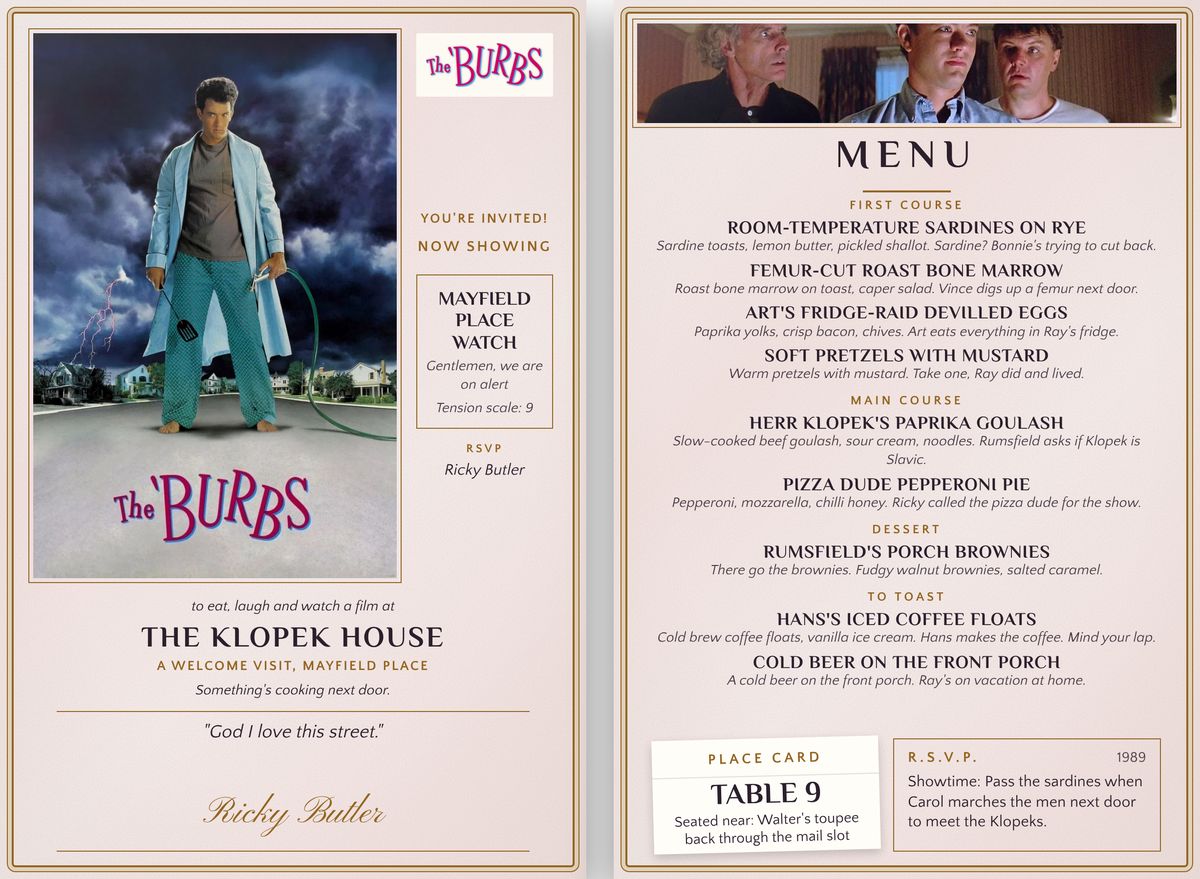 The 'BURBS
The 'BURBS
YOU'RE INVITED!
NOW SHOWING
MAYFIELD
PLACE
WATCH
Gentlemen, we are
on alert
Tension scale: 9
RSVP
Ricky Butler
to eat, laugh and watch a film at
THE KLOPEK HOUSE
A WELCOME VISIT, MAYFIELD PLACE
Something's cooking next door.
"God I love this street."
Ricky Butler
MENU
FIRST COURSE
ROOM-TEMPERATURE SARDINES ON RYE
Sardine toasts, lemon butter, pickled shallot. Sardine? Bonnie's trying to cut back.
FEMUR-CUT ROAST BONE MARROW
Roast bone marrow on toast, caper salad. Vince digs up a femur next door.
ART'S FRIDGE-RAID DEVILLED EGGS
Paprika yolks, crisp bacon, chives. Art eats everything in Ray's fridge.
SOFT PRETZELS WITH MUSTARD
Warm pretzels with mustard. Take one, Ray did and lived.
MAIN COURSE
HERR KLOPEK'S PAPRIKA GOULASH
Slow-cooked beef goulash, sour cream, noodles. Rumsfield asks if Klopek is
Slavic.
PIZZA DUDE PEPPERONI PIE
Pepperoni, mozzarella, chilli honey. Ricky called the pizza dude for the show.
DESSERT
RUMSFIELD'S PORCH BROWNIES
There go the brownies. Fudgy walnut brownies, salted caramel.
TO TOAST
HANS'S ICED COFFEE FLOATS
Cold brew coffee floats, vanilla ice cream. Hans makes the coffee. Mind your lap.
COLD BEER ON THE FRONT PORCH
A cold beer on the front porch. Ray's on vacation at home.
PLACE CARD
TABLE 9
Seated near: Walter's toupee
back through the mail slot
R.S.V.P. 1989
Showtime: Pass the sardines when
Carol marches the men next door
to meet the Klopeks.